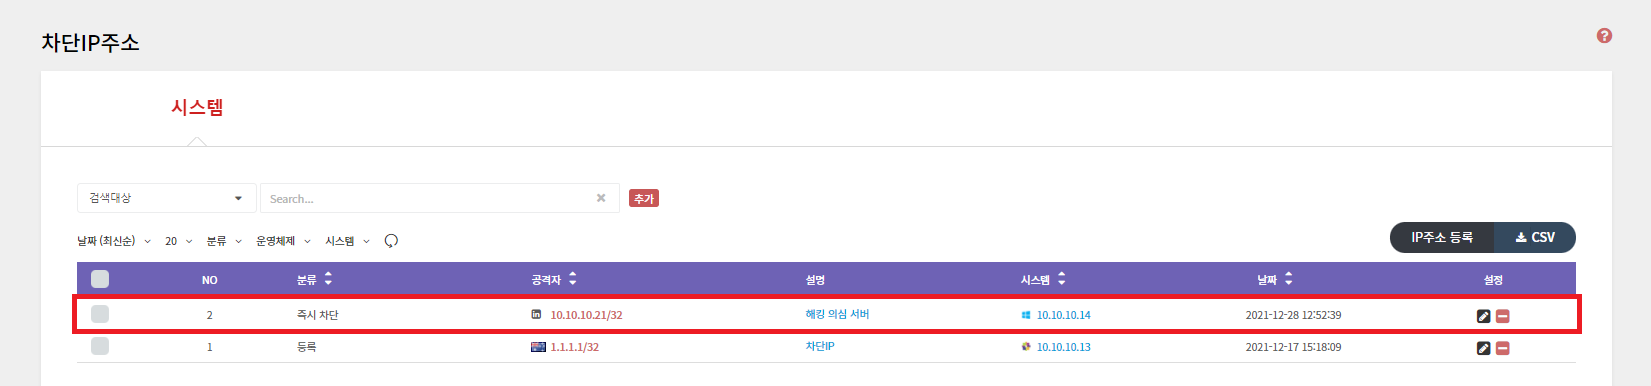 차단IP주소
시스템
검색대상 Search... 추가
날짜 (최신순) 20 분류 운영체제 시스템
IP주소 등록 CSV
NO 분류 공격자 설명 시스템 날짜 설정
2 즉시 차단 in 10.10.10.21/32 해킹 의심 서버 10.10.10.14 2021-12-28 12:52:39
1 등록 1.1.1.1/32 차단IP 10.10.10.13 2021-12-17 15:18:09